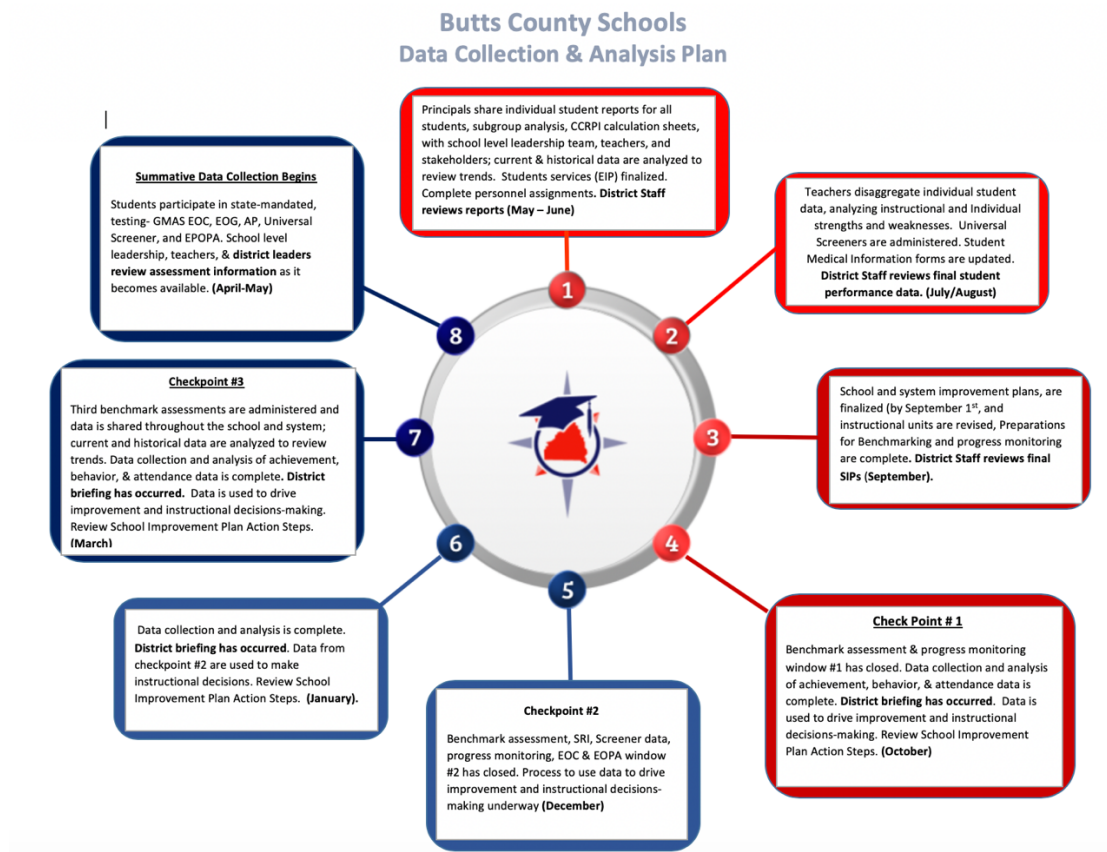 Butts County Schools
Data Collection & Analysis Plan
Principals share individual student reports for all
students, subgroup analysis, CCRPI calculation sheets,
with school level leadership team, teachers, and
stakeholders; current & historical data are analyzed to
review trends.  Students services (EIP) finalized.
Complete personnel assignments. District Staff
reviews reports (May – June)
Teachers disaggregate individual student
data, analyzing instructional and Individual
strengths and weaknesses.  Universal
Screeners are administered. Student
Medical Information forms are updated.
District Staff reviews final student
performance data. (July/August)
School and system improvement plans, are
finalized (by September 1st, and
instructional units are revised, Preparations
for Benchmarking and progress monitoring
are complete. District Staff reviews final
SIPs (September).
Check Point # 1
Benchmark assessment & progress monitoring
window #1 has closed. Data collection and analysis
of achievement, behavior, & attendance data is
complete. District briefing has occurred.  Data is
used to drive improvement and instructional
decisions-making. Review School Improvement
Plan Action Steps. (October)
Checkpoint #2
Benchmark assessment, SRI, Screener data,
progress monitoring, EOC & EOPA window
#2 has closed. Process to use data to drive
improvement and instructional decisions-
making underway (December)
Data collection and analysis is complete.
District briefing has occurred. Data from
checkpoint #2 are used to make
instructional decisions. Review School
Improvement Plan Action Steps.  (January).
Checkpoint #3
Third benchmark assessments are administered and
data is shared throughout the school and system;
current and historical data are analyzed to review
trends. Data collection and analysis of achievement,
behavior, & attendance data is complete. District
briefing has occurred.  Data is used to drive
improvement and instructional decisions-making.
Review School Improvement Plan Action Steps.
(March)
Summative Data Collection Begins
Students participate in state-mandated,
testing- GMAS EOC, EOG, AP, Universal
Screener, and EPOPA. School level
leadership, teachers, & district leaders
review assessment information as it
becomes available. (April-May)
1
2
3
4
5
6
7
8